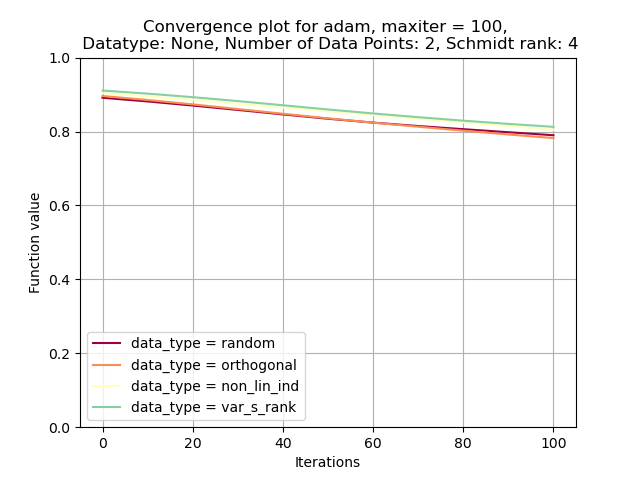 Convergence plot for adam, maxiter = 100,
Datatype: None, Number of Data Points: 2, Schmidt rank: 4
1.0
0.8
0.6
0.4
0.2
0.0
Function value
data_type = random
data_type = orthogonal
data_type = non_lin_ind
data_type = var_s_rank
0 20 40 60 80 100
Iterations